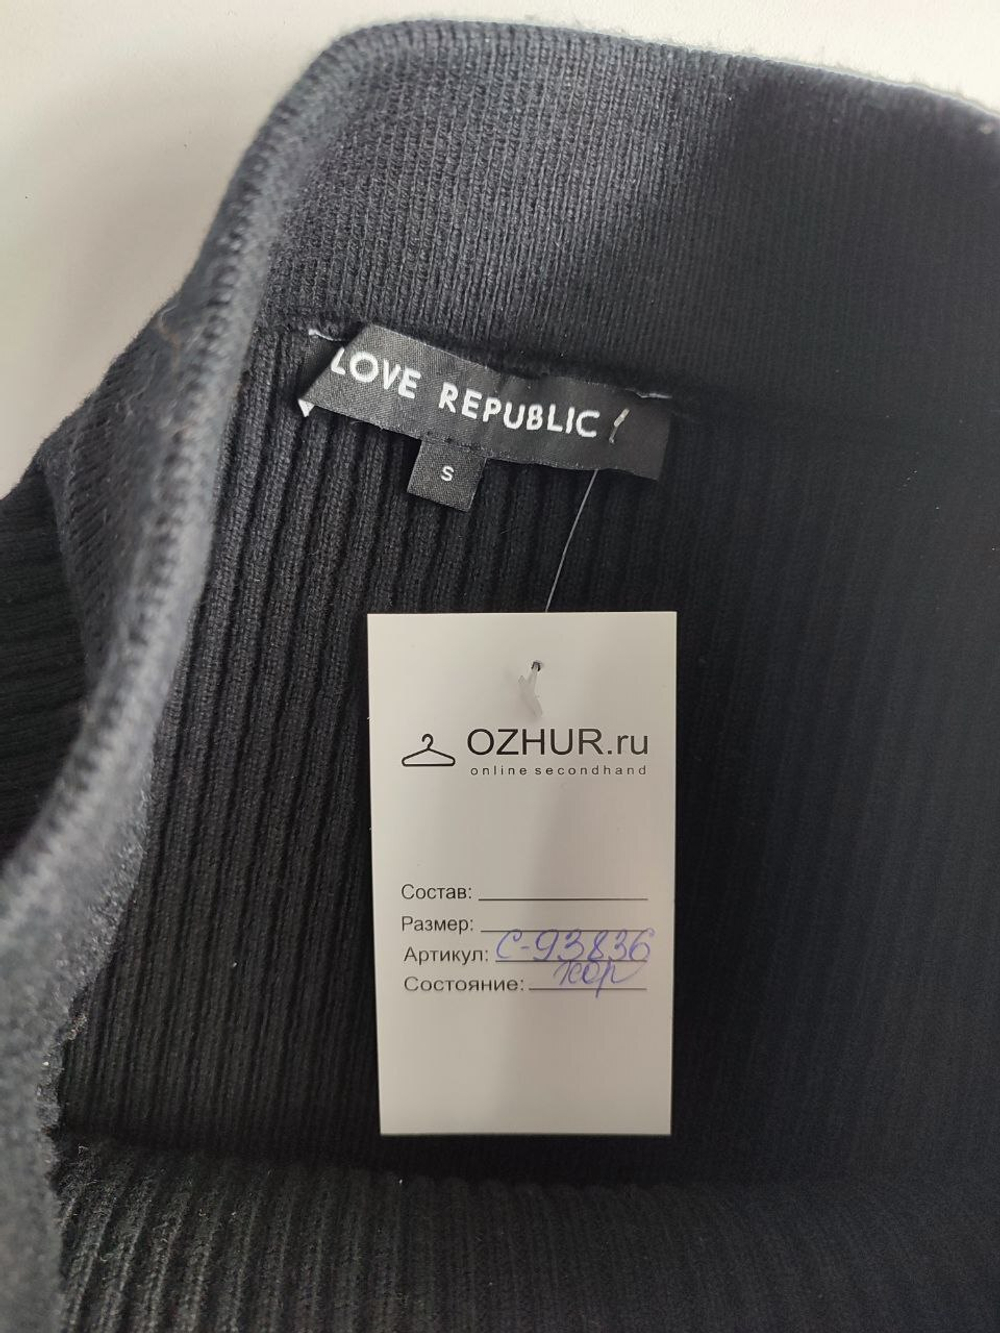 LOVE REPUBLIC /
S
OZHUR.ru
online secondhand
Состав:
Размер:
Артикул: С-93836
Состояние: хор